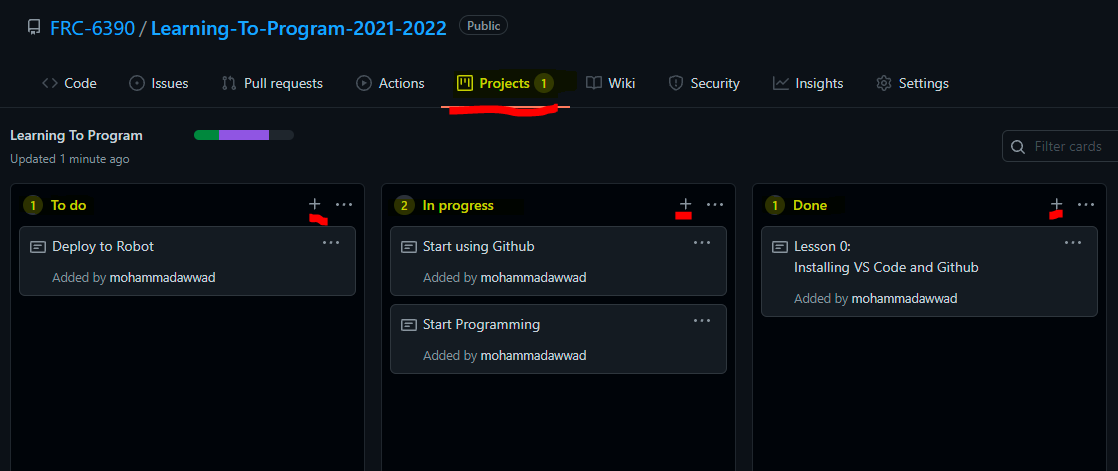 FRC-6390 / Learning-To-Program-2021-2022 Public
Code Issues Pull requests Actions Projects 1 Wiki Security Insights Settings
Learning To Program
Updated 1 minute ago
Filter cards
1 To do
Deploy to Robot
Added by mohammadawwad
2 In progress
Start using Github
Added by mohammadawwad
Start Programming
Added by mohammadawwad
1 Done
Lesson 0:
Installing VS Code and Github
Added by mohammadawwad